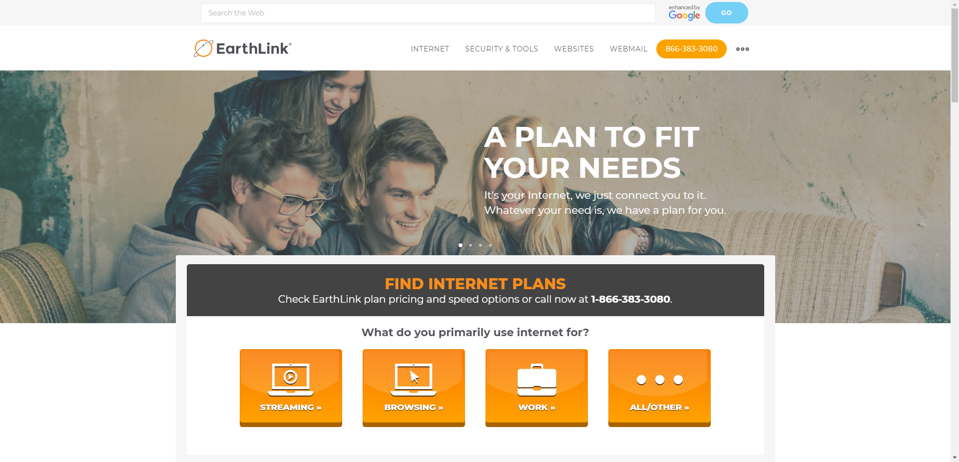 Search the Web
enhanced by
Google
GO
EarthLink®
INTERNET
SECURITY & TOOLS
WEBSITES
WEBMAIL
866-383-3080
A PLAN TO FIT
YOUR NEEDS
It's your Internet, we just connect you to it.
Whatever your need is, we have a plan for you.
FIND INTERNET PLANS
Check EarthLink plan pricing and speed options or call now at 1-866-383-3080.
What do you primarily use internet for?
STREAMING »
BROWSING »
WORK »
ALL/OTHER »